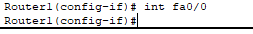 Router1(config-if)# int fa0/0
Router1(config-if)#